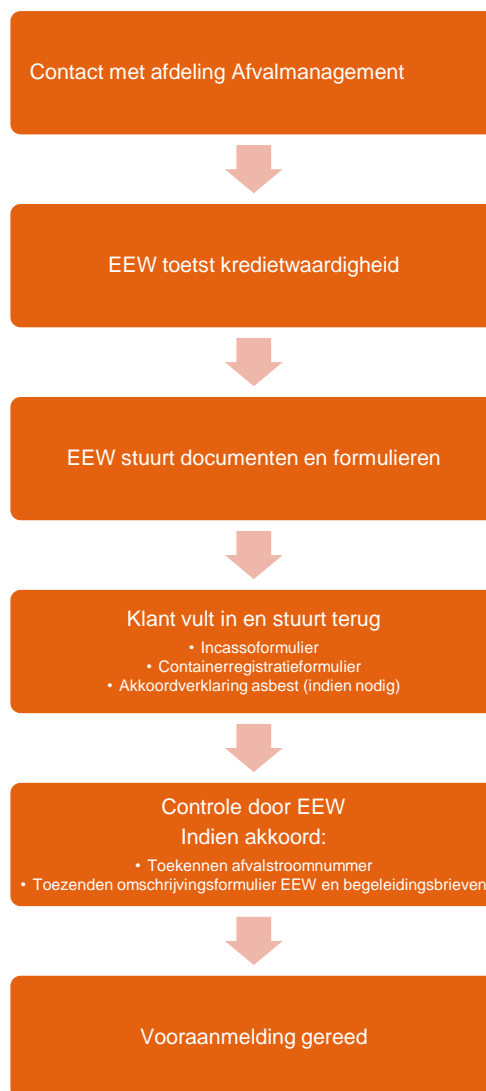 Contact met afdeling Afvalmanagement
EEW toetst kredietwaardigheid
EEW stuurt documenten en formulieren
Klant vult in en stuurt terug
• Incassoformulier
• Containerregistratieformulier
• Akkoordverklaring asbest (indien nodig)
Controle door EEW
Indien akkoord:
• Toekennen afvalstroomnummer
• Toezenden omschrijvingsformulier EEW en begeleidingsbrieven
Vooraanmelding gereed